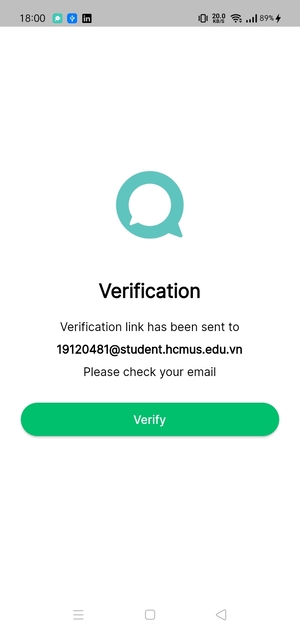 18:00
20.0
KB/S
89%
Verification
Verification link has been sent to
19120481@student.hcmus.edu.vn
Please check your email
Verify